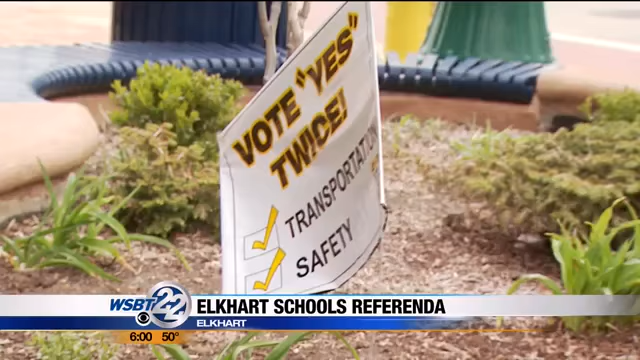 VOTE "YES"
TWICE!
TRANSPORTATION
SAFETY
WSBT 22 ELKHART SCHOOLS REFERENDA
ELKHART
6:00 50°